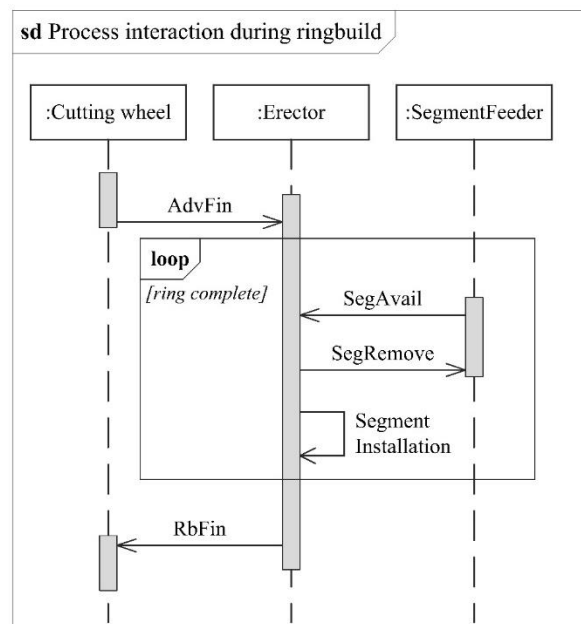 sd Process interaction during ringbuild
:Cutting wheel
:Erector
:SegmentFeeder
AdvFin
loop
[ring complete]
SegAvail
SegRemove
Segment
Installation
RbFin